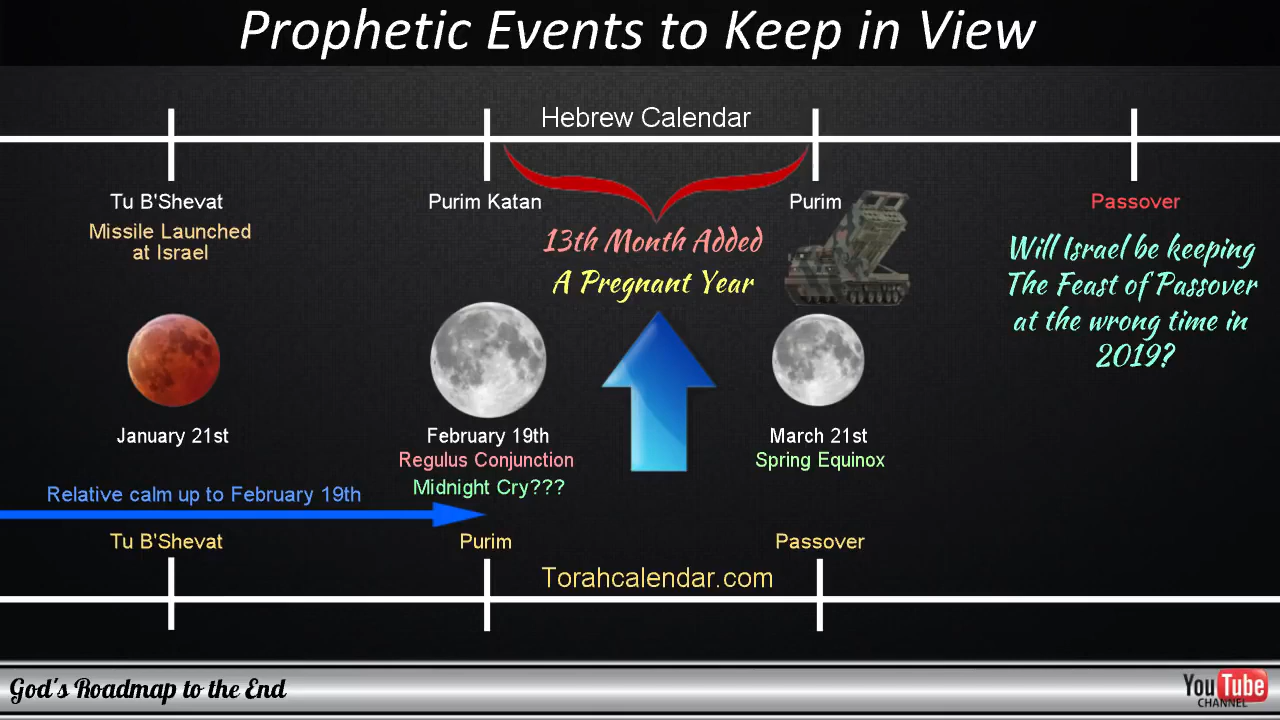 Prophetic Events to Keep in View
Hebrew Calendar
Tu B'Shevat
Missile Launched
at Israel
Purim Katan
13th Month Added
A Pregnant Year
Purim
Passover
Will Israel be keeping
The Feast of Passover
at the wrong time in
2019?
January 21st
February 19th
Regulus Conjunction
Midnight Cry???
March 21st
Spring Equinox
Relative calm up to February 19th
Tu B'Shevat
Purim
Passover
Torahcalendar.com
God's Roadmap to the End
YouTube
CHANNEL